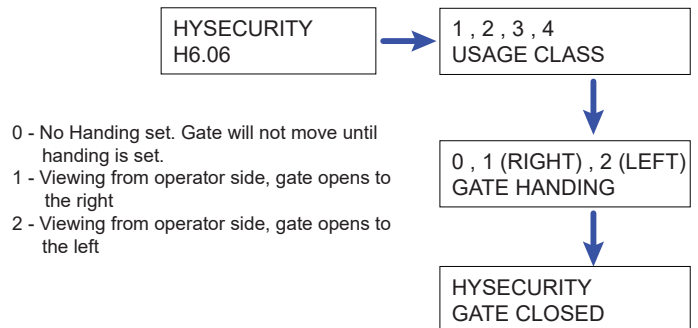 HYSECURITY
H6.06
1 , 2 , 3 , 4
USAGE CLASS
0 - No Handing set. Gate will not move until
handing is set.
1 - Viewing from operator side, gate opens to
the right
2 - Viewing from operator side, gate opens to
the left
0 , 1 (RIGHT) , 2 (LEFT)
GATE HANDING
HYSECURITY
GATE CLOSED